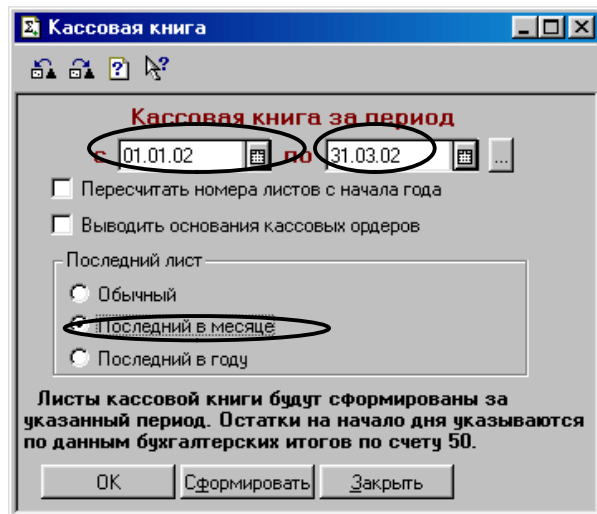 Кассовая книга
Кассовая книга за период
с 01.01.02 по 31.03.02 ...
Пересчитать номера листов с начала года
Выводить основания кассовых ордеров
Последний лист
Обычный
Последний в месяце
Последний в году
Листы кассовой книги будут сформированы за
указанный период. Остатки на начало дня указываются
по данным бухгалтерских итогов по счету 50.
OK Сформировать Закрыть